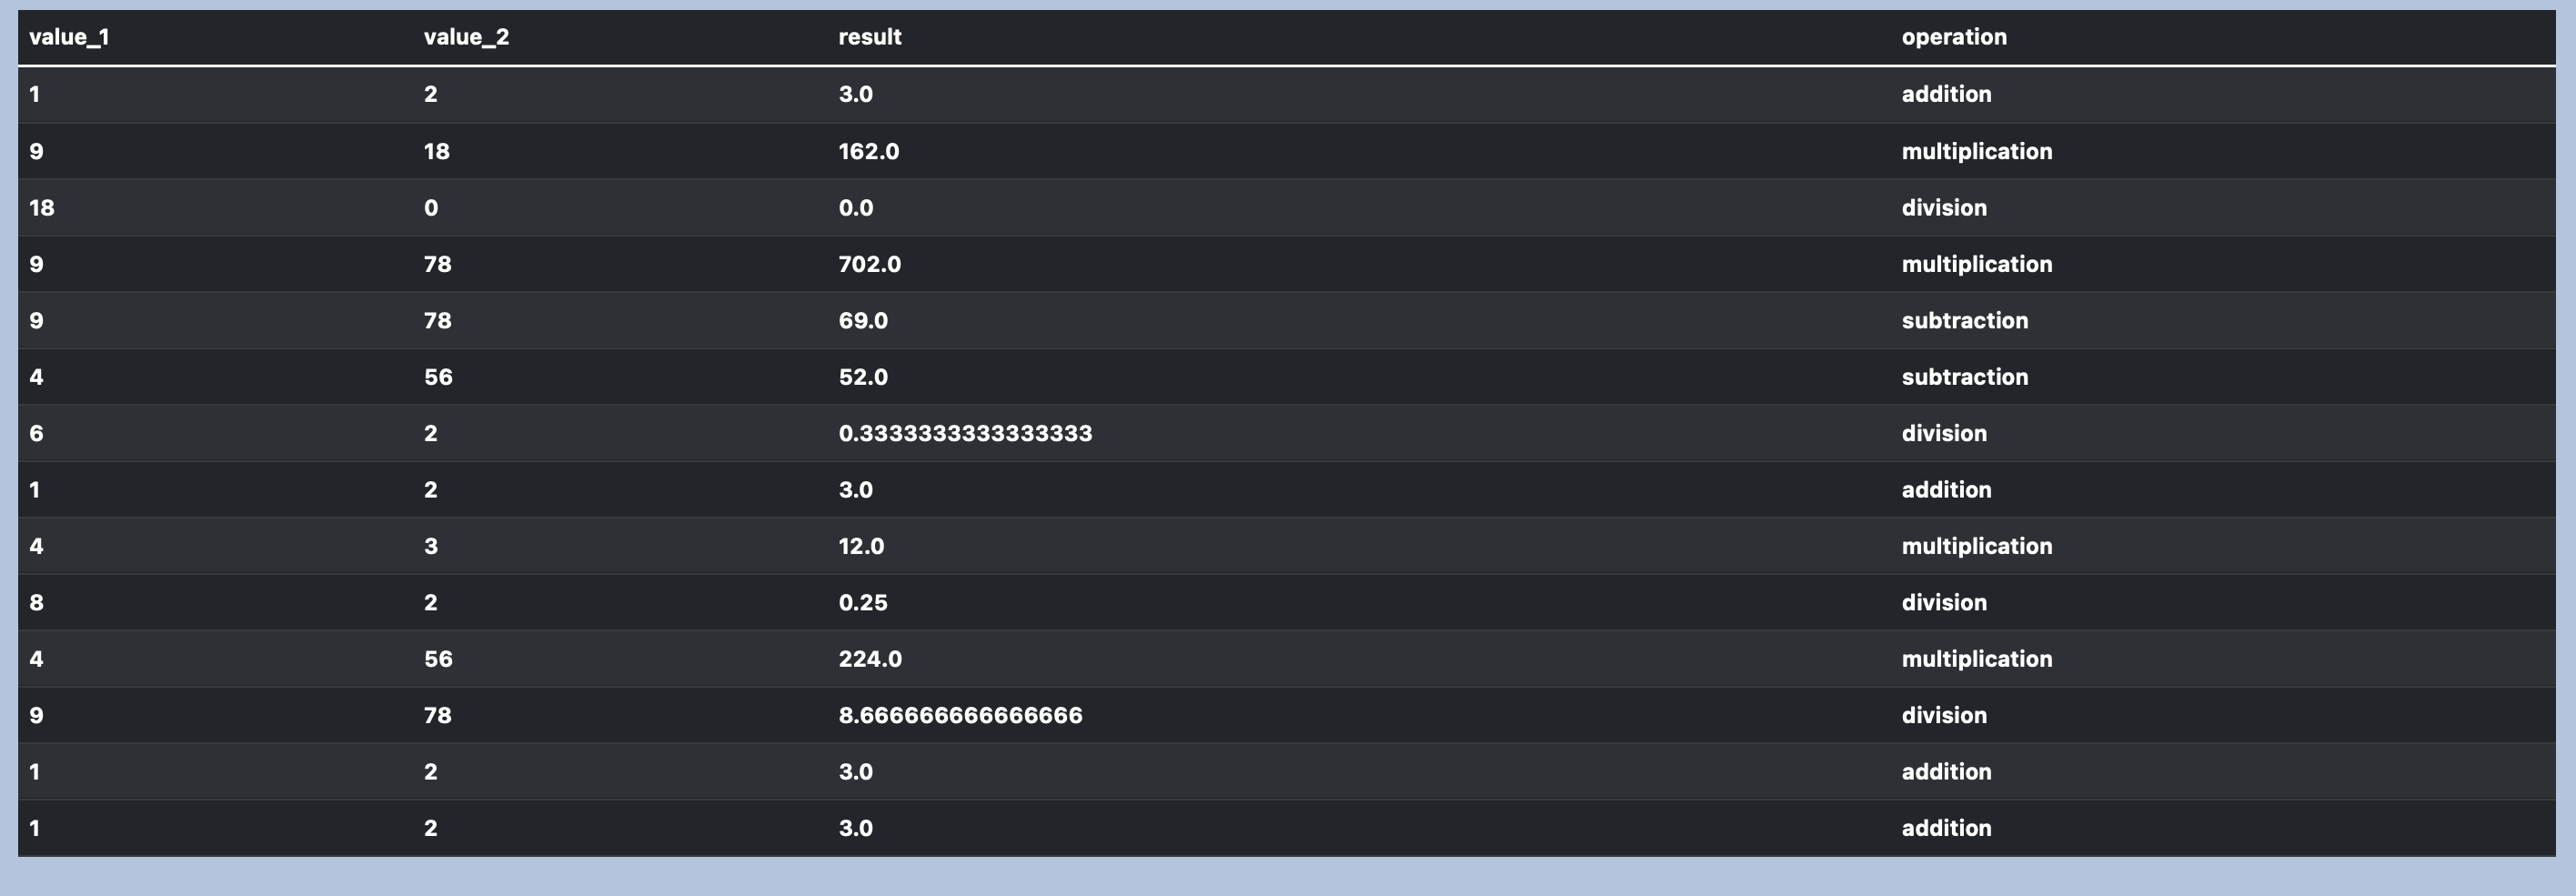 value_1 value_2 result operation
1 2 3.0 addition
9 18 162.0 multiplication
18 0 0.0 division
9 78 702.0 multiplication
9 78 69.0 subtraction
4 56 52.0 subtraction
6 2 0.3333333333333333 division
1 2 3.0 addition
4 3 12.0 multiplication
8 2 0.25 division
4 56 224.0 multiplication
9 78 8.666666666666666 division
1 2 3.0 addition
1 2 3.0 addition